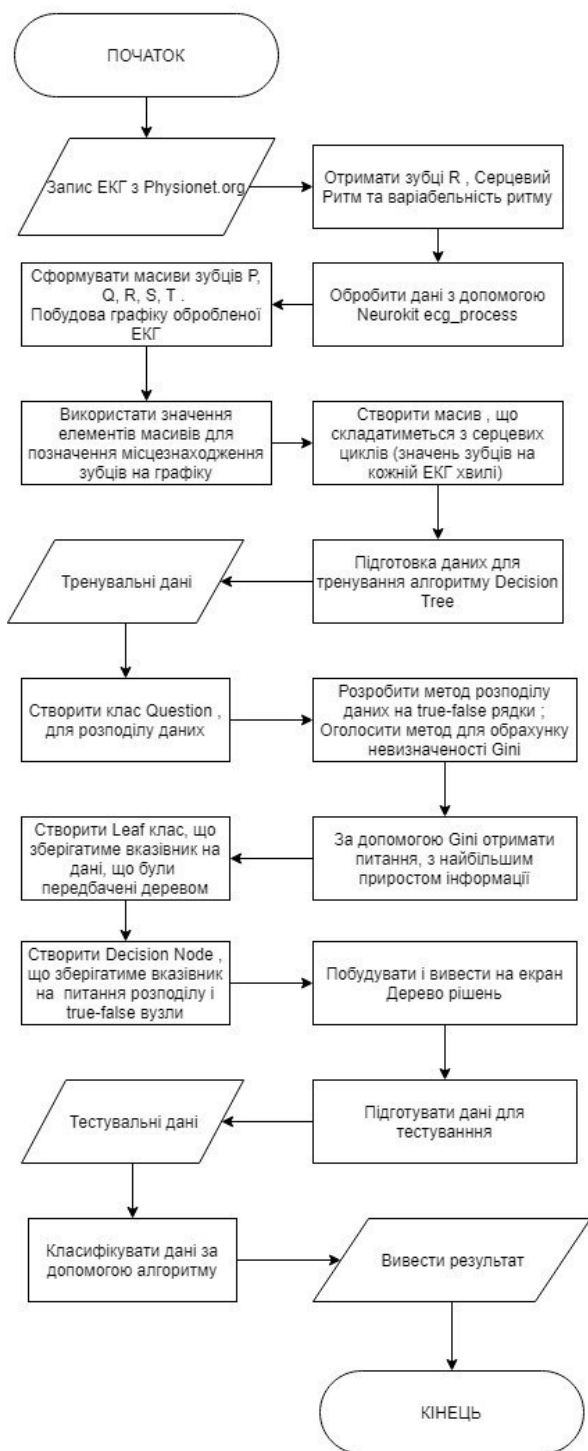 ПОЧАТОК
Запис ЕКГ з Physionet.org
Отримати зубці R , Серцевий
Ритм та варіабельність ритму
Обробити дані з допомогою
Neurokit ecg_process
Сформувати масиви зубців P,
Q, R, S, T .
Побудова графіку обробленої
ЕКГ
Використати значення
елементів масивів для
позначення місцезнаходження
зубців на графіку
Створити масив , що
складатиметься з серцевих
циклів (значень зубців на
кожній ЕКГ хвилі)
Підготовка даних для
тренування алгоритму Decision
Tree
Тренувальні дані
Створити клас Question ,
для розподілу даних
Розробити метод розподілу
даних на true-false рядки ;
Оголосити метод для обрахунку
невизначеності Gini
За допомогою Gini отримати
питання, з найбільшим
приростом інформації
Створити Leaf клас, що
зберігатиме вказівник на
дані, що були
передбачені деревом
Створити Decision Node ,
що зберігатиме вказівник
на питання розподілу і
true-false вузли
Побудувати і вивести на екран
Дерево рішень
Підготувати дані для
тестуванння
Тестувальні дані
Класифікувати дані за
допомогою алгоритму
Вивести результат
КІНЕЦЬ